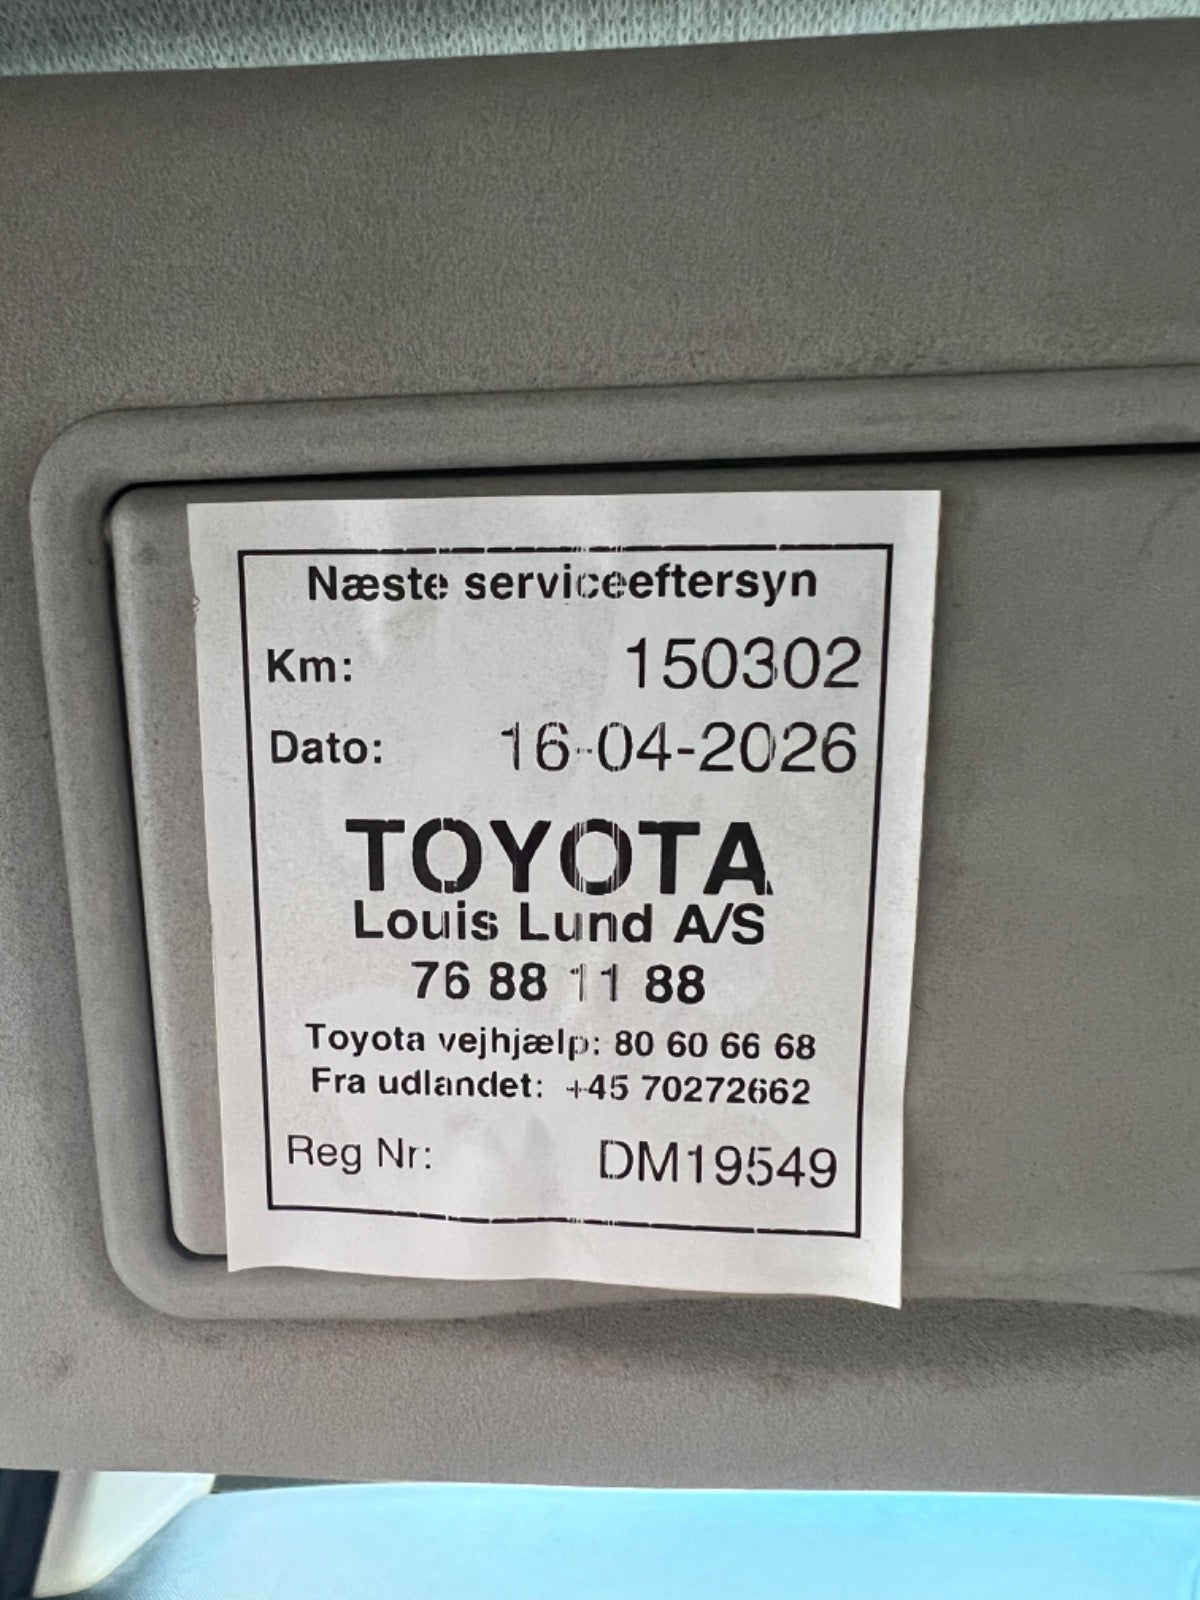 Næste serviceeftersyn
Km: 150302
Dato: 16-04-2026
TOYOTA
Louis Lund A/S
76 88 11 88
Toyota vejhjælp: 80 60 66 68
Fra udlandet: +45 70272662
Reg Nr: DM19549